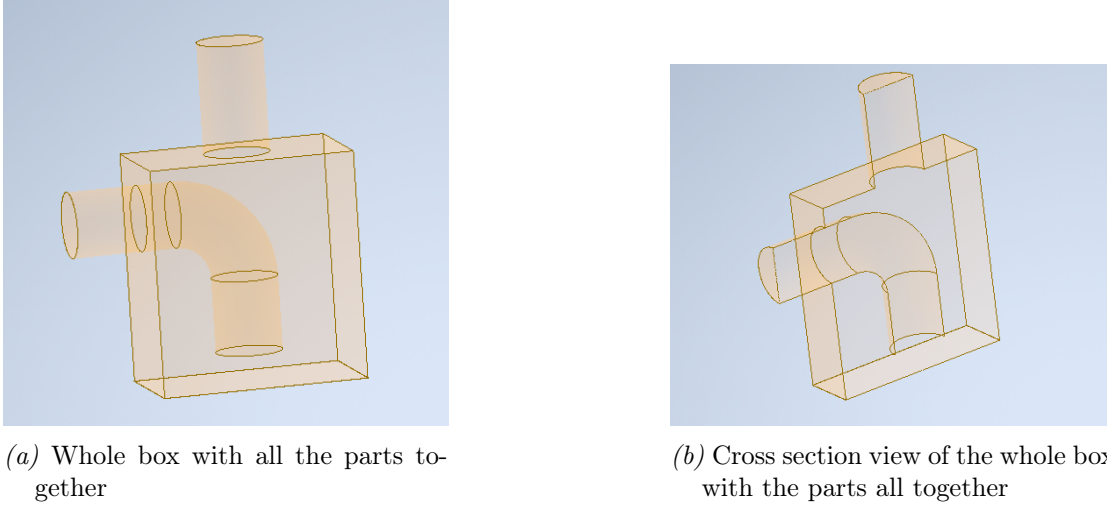 (a) Whole box with all the parts to-
gether
(b) Cross section view of the whole box
with the parts all together